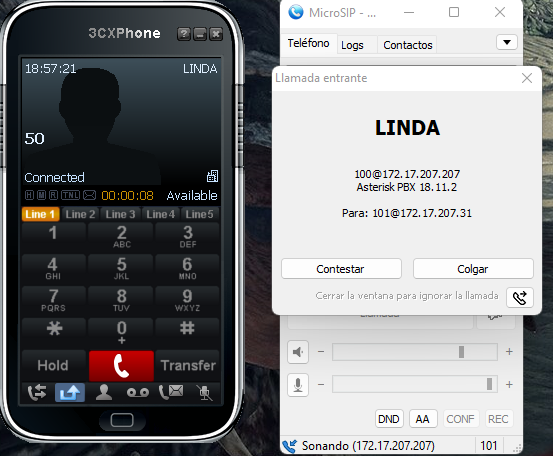 3CXPhone
18:57:21 LINDA
50
Connected
H M R TNL 00:00:08 Available
Line 1 Line 2 Line 3 Line 4 Line5
1 2 ABC 3 DEF
4 GHI 5 JKL 6 MNO
7 PQRS 8 TUV 9 WXYZ
* 0 + #
Hold Transfer
MicroSIP - ...
Teléfono Logs Contactos
Llamada entrante
LINDA
100@172.17.207.207
Asterisk PBX 18.11.2
Para: 101@172.17.207.31
Contestar Colgar
Cerrar la ventana para ignorar la llamada
- +
- +
DND AA CONF REC
Sonando (172.17.207.207) 101